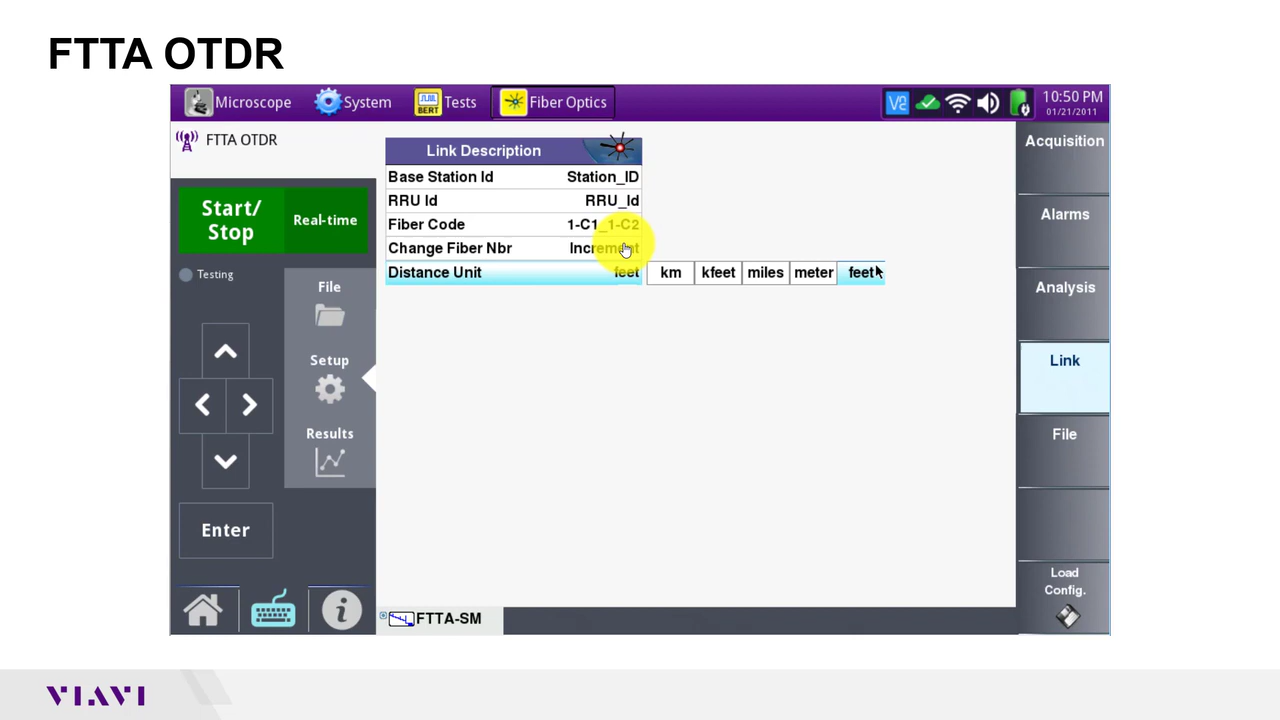 FTTA OTDR
Microscope System BERT Tests Fiber Optics V2 10:50 PM
01/21/2011
FTTA OTDR
Start/
Stop
Real-time
Testing
File
Setup
Results
Enter
Link Description
Base Station Id Station_ID
RRU Id RRU_Id
Fiber Code 1-C1_1-C2
Change Fiber Nbr Increment
Distance Unit feet km kfeet miles meter feet
Acquisition
Alarms
Analysis
Link
File
Load
Config.
FTTA-SM
VIAVI